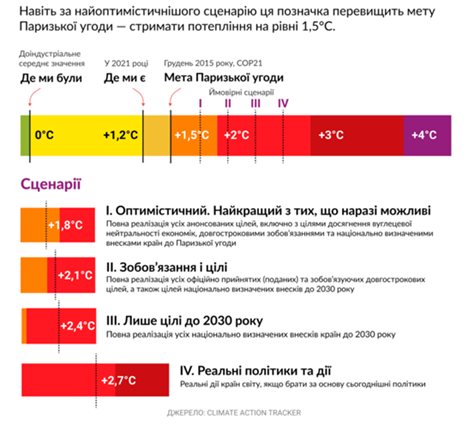 Навіть за найоптимістичнішого сценарію ця позначка перевищить мету
Паризької угоди — стримати потепління на рівні 1,5°C.
Доіндустріальне
середнє значення
Де ми були
У 2021 році
Де ми є
Грудень 2015 року, COP21
Мета Паризької угоди
Ймовірні сценарії
I II III IV
0°C +1,2°C +1,5°C +2°C +3°C +4°C
Сценарії
+1,8°C
I. Оптимістичний. Найкращий з тих, що наразі можливі
Повна реалізація усіх анонсованих цілей, включно з цілями досягнення вуглецевої
нейтральності економік, довгостроковими зобов'язаннями та національно визначеними
внесками країн до Паризької угоди
+2,1°C
II. Зобов'язання і цілі
Повна реалізація усіх офіційно прийнятих (поданих) та зобов'язуючих довгострокових
цілей, а також цілей національно визначених внесків до 2030 року
+2,4°C
III. Лише цілі до 2030 року
Повна реалізація усіх національно визначених внесків країн до 2030 року
+2,7°C
IV. Реальні політики та дії
Реальні дії країн світу, якщо брати за основу сьогоднішні політики
ДЖЕРЕЛО: CLIMATE ACTION TRACKER